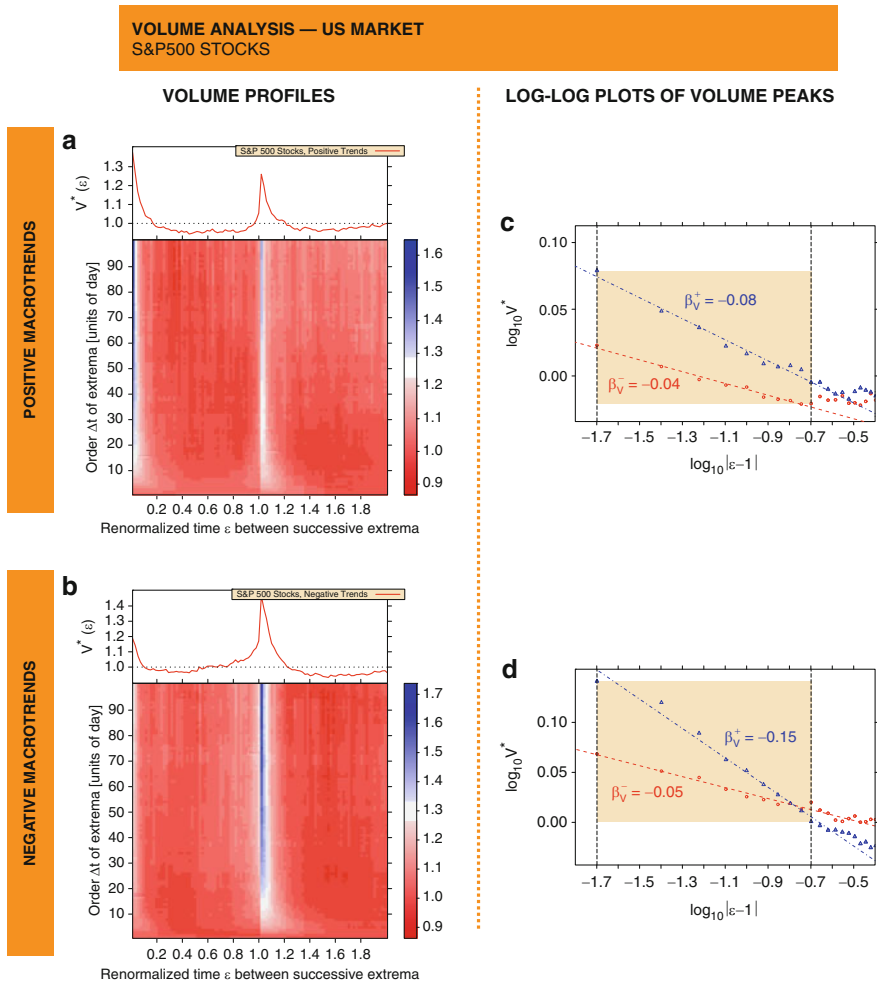 VOLUME ANALYSIS — US MARKET
S&P500 STOCKS
VOLUME PROFILES
LOG-LOG PLOTS OF VOLUME PEAKS
POSITIVE MACROTRENDS
a
S&P 500 Stocks, Positive Trends
V* (ε)
1.3
1.2
1.1
1.0
Order Δt of extrema [units of day]
90
80
70
60
50
40
30
20
10
1.6
1.5
1.4
1.3
1.2
1.1
1.0
0.9
0.2 0.4 0.6 0.8 1.0 1.2 1.4 1.6 1.8
Renormalized time ε between successive extrema
c
log10V*
0.10
0.05
0.00
β_V^+ = −0.08
β_V^− = −0.04
−1.7 −1.5 −1.3 −1.1 −0.9 −0.7 −0.5
log10|ε−1|
NEGATIVE MACROTRENDS
b
S&P 500 Stocks, Negative Trends
V* (ε)
1.4
1.3
1.2
1.1
1.0
Order Δt of extrema [units of day]
90
80
70
60
50
40
30
20
10
1.7
1.6
1.5
1.4
1.3
1.2
1.1
1.0
0.9
0.2 0.4 0.6 0.8 1.0 1.2 1.4 1.6 1.8
Renormalized time ε between successive extrema
d
log10V*
0.10
0.05
0.00
β_V^+ = −0.15
β_V^− = −0.05
−1.7 −1.5 −1.3 −1.1 −0.9 −0.7 −0.5
log10|ε−1|